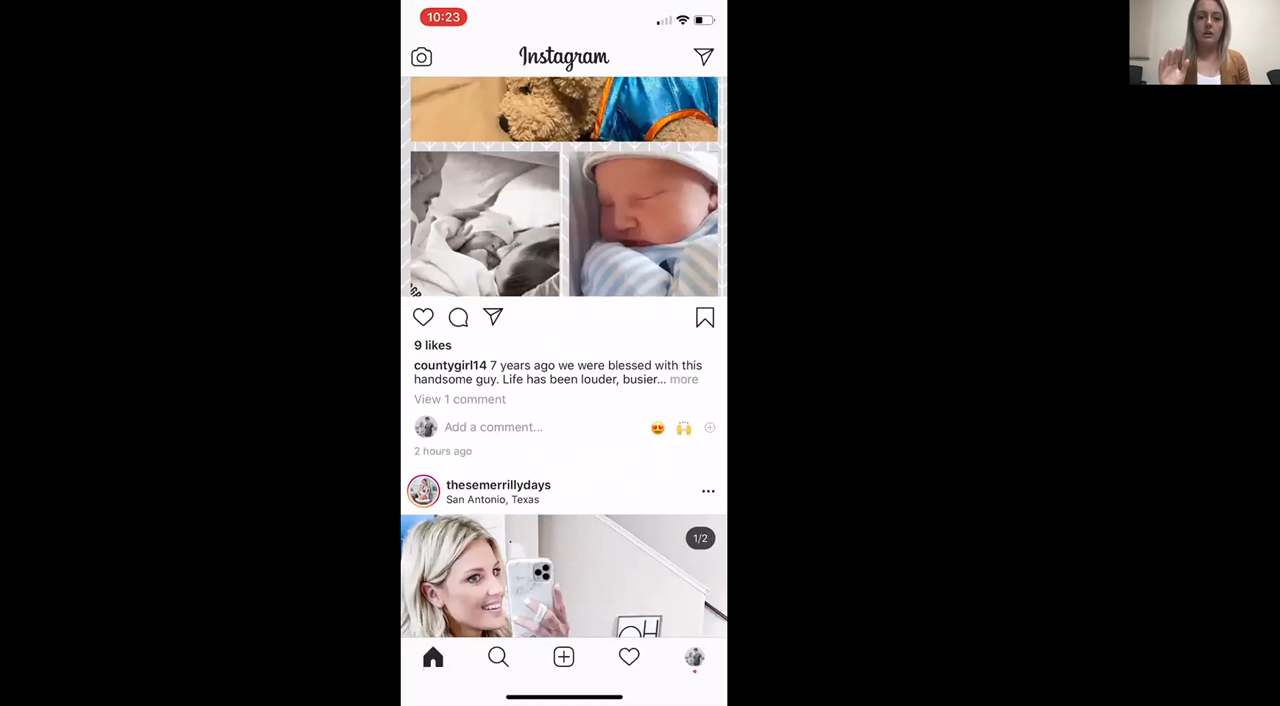 10:23
Instagram
9 likes
countygirl14 7 years ago we were blessed with this
handsome guy. Life has been louder, busier... more
View 1 comment
Add a comment...
2 hours ago
thesemerrillydays
San Antonio, Texas
1/2
OH